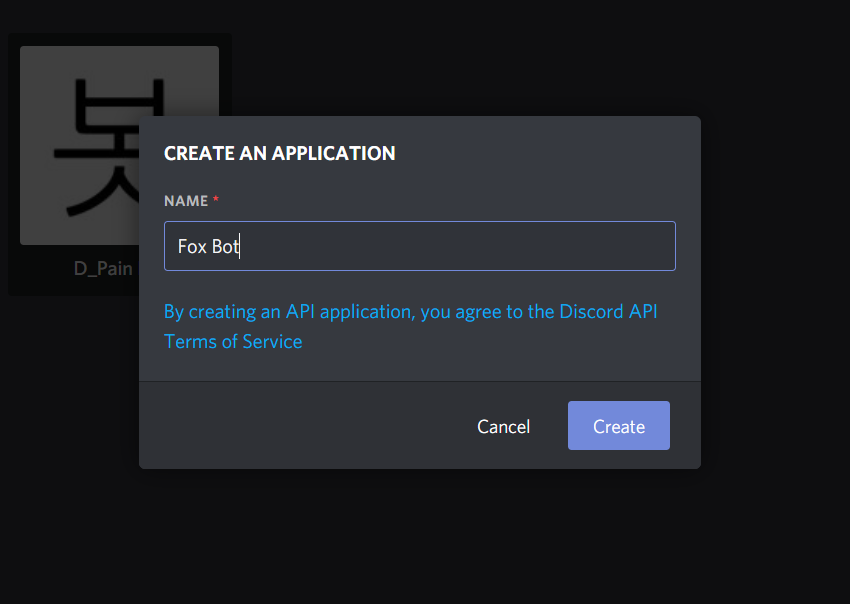 봇
D_Pain
CREATE AN APPLICATION
NAME *
Fox Bot
By creating an API application, you agree to the Discord API
Terms of Service
Cancel
Create